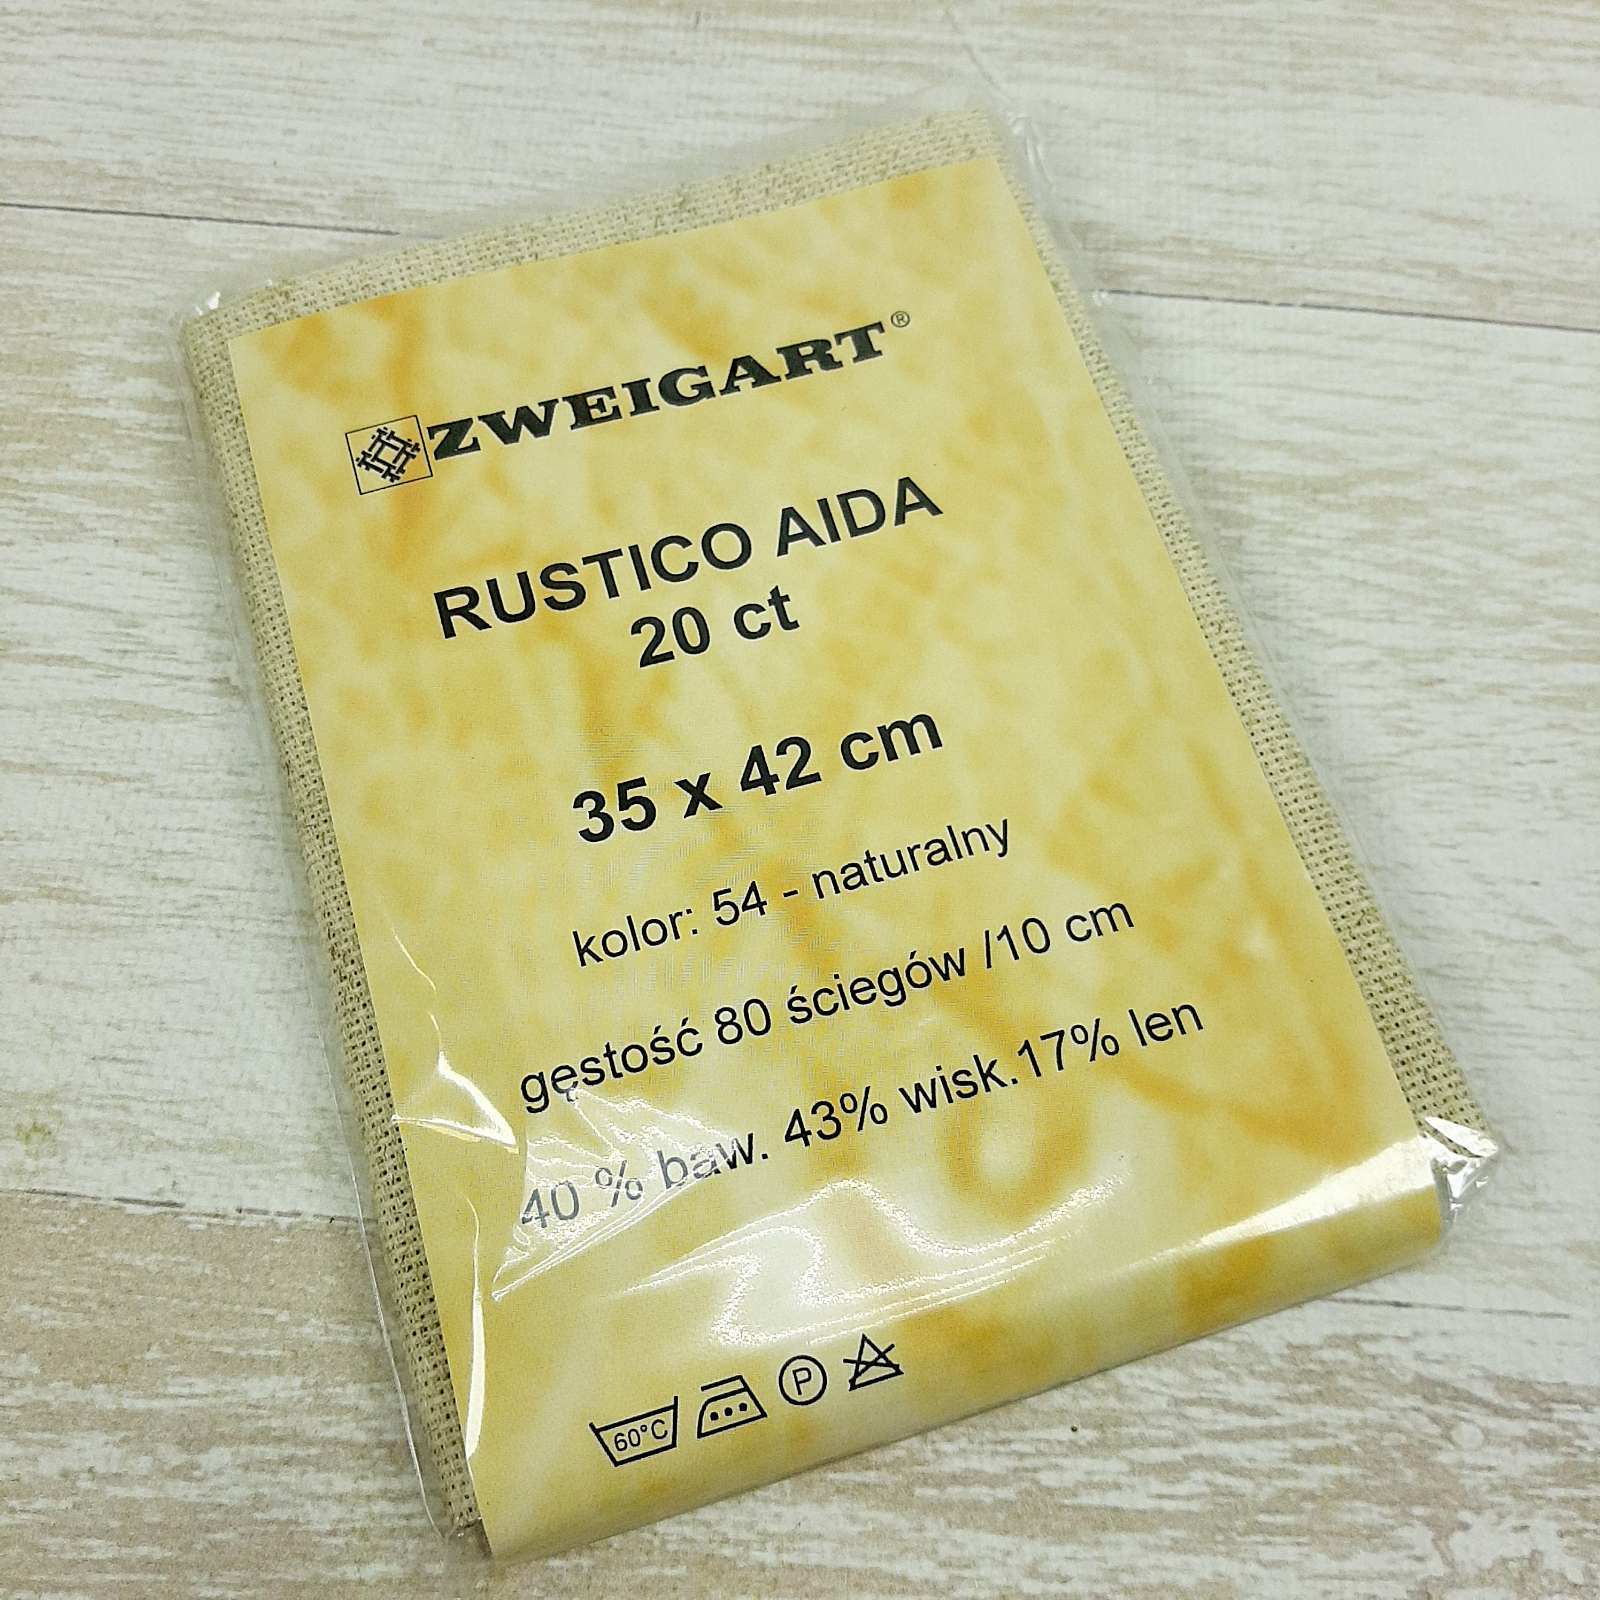 ZWEIGART®
RUSTICO AIDA
20 ct
35 x 42 cm
kolor: 54 - naturalny
gęstość 80 ściegów /10 cm
40 % baw. 43% wisk.17% len
60°C P